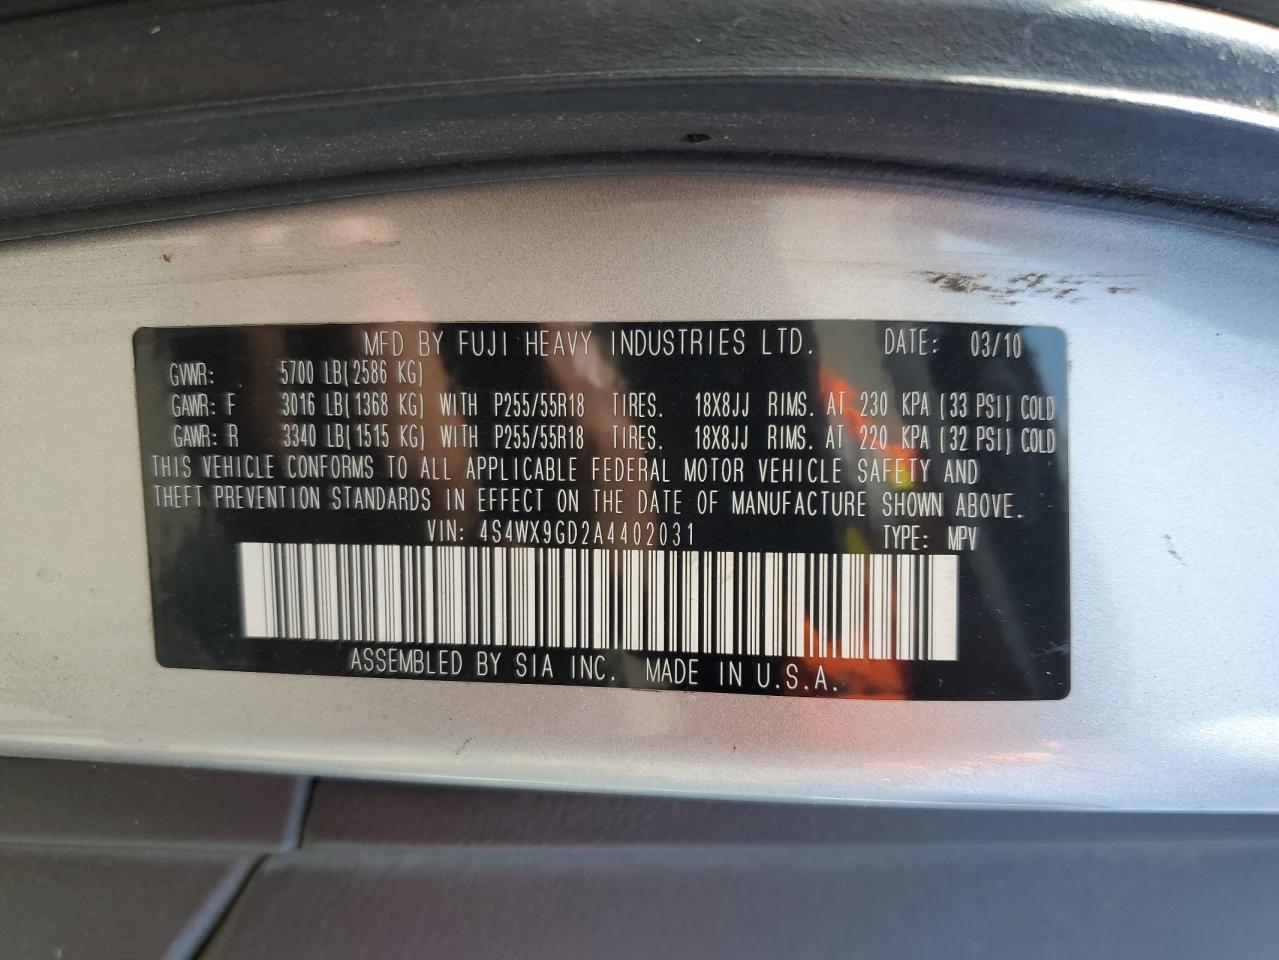 MFD BY FUJI HEAVY INDUSTRIES LTD. DATE: 03/10
GVWR: 5700 LB(2586 KG)
GAWR: F 3016 LB(1368 KG) WITH P255/55R18 TIRES. 18X8JJ RIMS. AT 230 KPA (33 PSI) COLD
GAWR: R 3340 LB(1515 KG) WITH P255/55R18 TIRES. 18X8JJ RIMS. AT 220 KPA (32 PSI) COLD
THIS VEHICLE CONFORMS TO ALL APPLICABLE FEDERAL MOTOR VEHICLE SAFETY AND
THEFT PREVENTION STANDARDS IN EFFECT ON THE DATE OF MANUFACTURE SHOWN ABOVE.
VIN: 4S4WX9GD2A4402031 TYPE: MPV
ASSEMBLED BY SIA INC. MADE IN U.S.A.